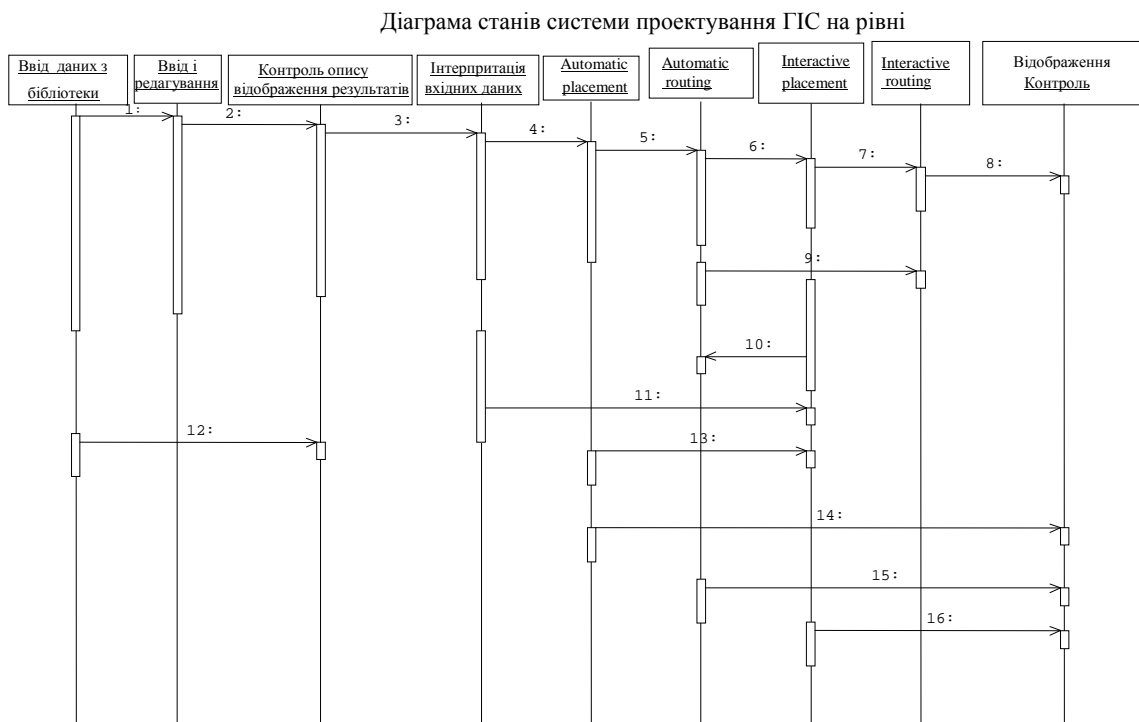 Діаграма станів системи проектування ГІС на рівні
Ввід даних з
бібліотеки
Ввід і
редагування
Контроль опису
відображення результатів
Інтерпритація
вхідних даних
Automatic
placement
Automatic
routing
Interactive
placement
Interactive
routing
Відображення
Контроль
1:
2:
3:
4:
5:
6:
7:
8:
9:
10:
11:
12:
13:
14:
15:
16: